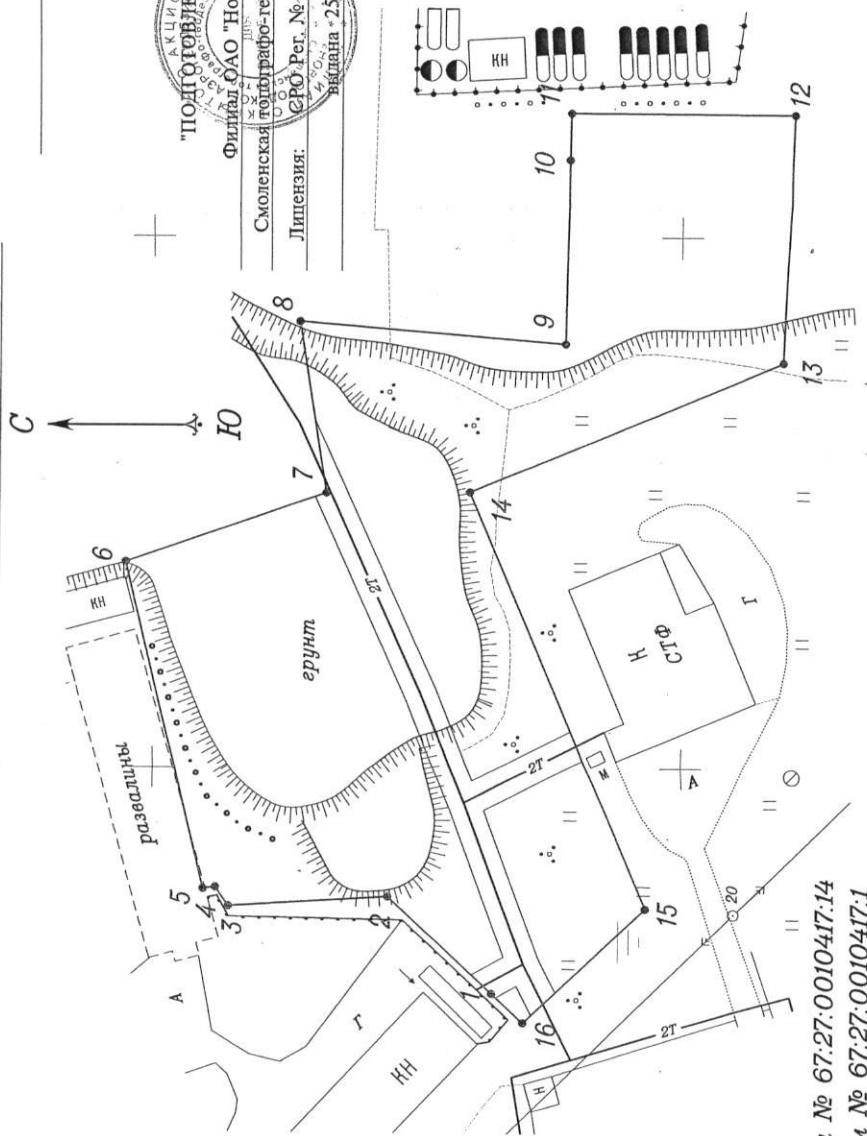 "ПОДГОТОВЛЕ
Филиал ОАО "Но
Смоленская топографо-ге
Лицензия: СРО Рег. №
выдана "25
С
Ю
6
КН
развалины
грунт
7
8
2Т
5
4
3
2
А
Г
КН
1
16
Н
2Т
2Т
м
15
20
А
14
К
СТФ
Г
9
10
11
12
13
КН
№ 67:27:0010417:14
№ 67:27:0010417:1